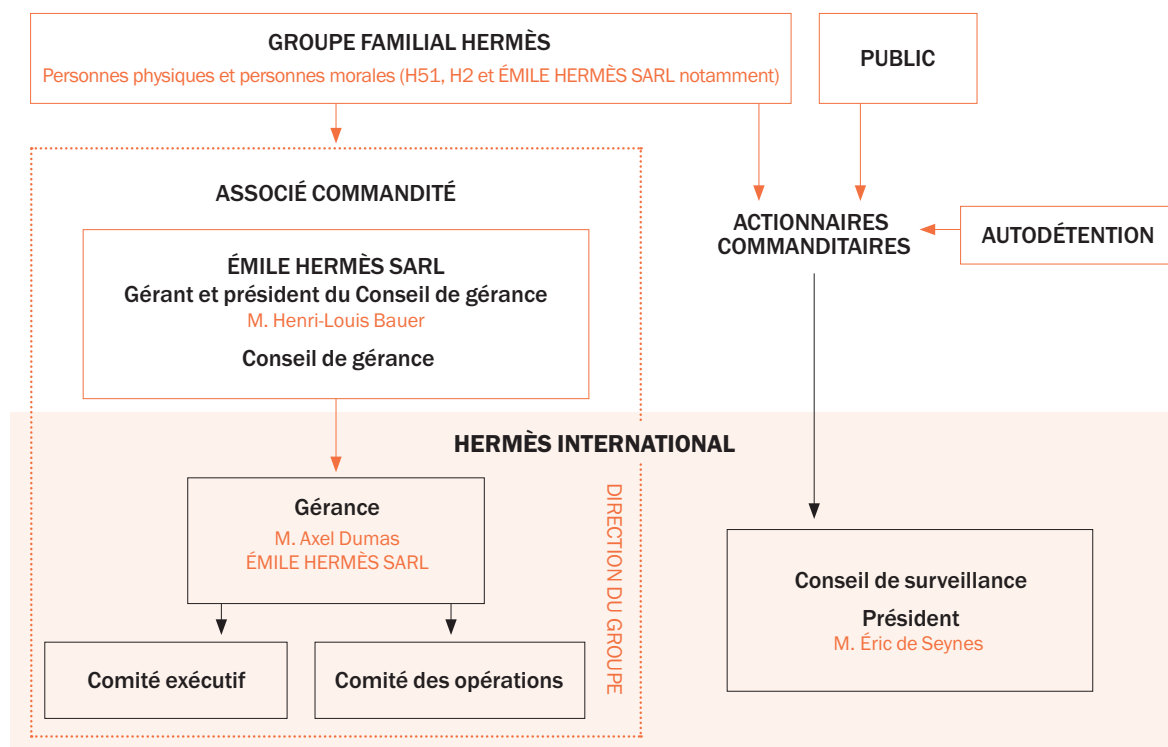 GROUPE FAMILIAL HERMÈS
Personnes physiques et personnes morales (H51, H2 et ÉMILE HERMÈS SARL notamment)
PUBLIC
ASSOCIÉ COMMANDITÉ
ACTIONNAIRES
COMMANDITAIRES
AUTODÉTENTION
ÉMILE HERMÈS SARL
Gérant et président du Conseil de gérance
M. Henri-Louis Bauer
Conseil de gérance
HERMÈS INTERNATIONAL
Gérance
M. Axel Dumas
ÉMILE HERMÈS SARL
DIRECTION DU GROUPE
Conseil de surveillance
Président
M. Éric de Seynes
Comité exécutif
Comité des opérations